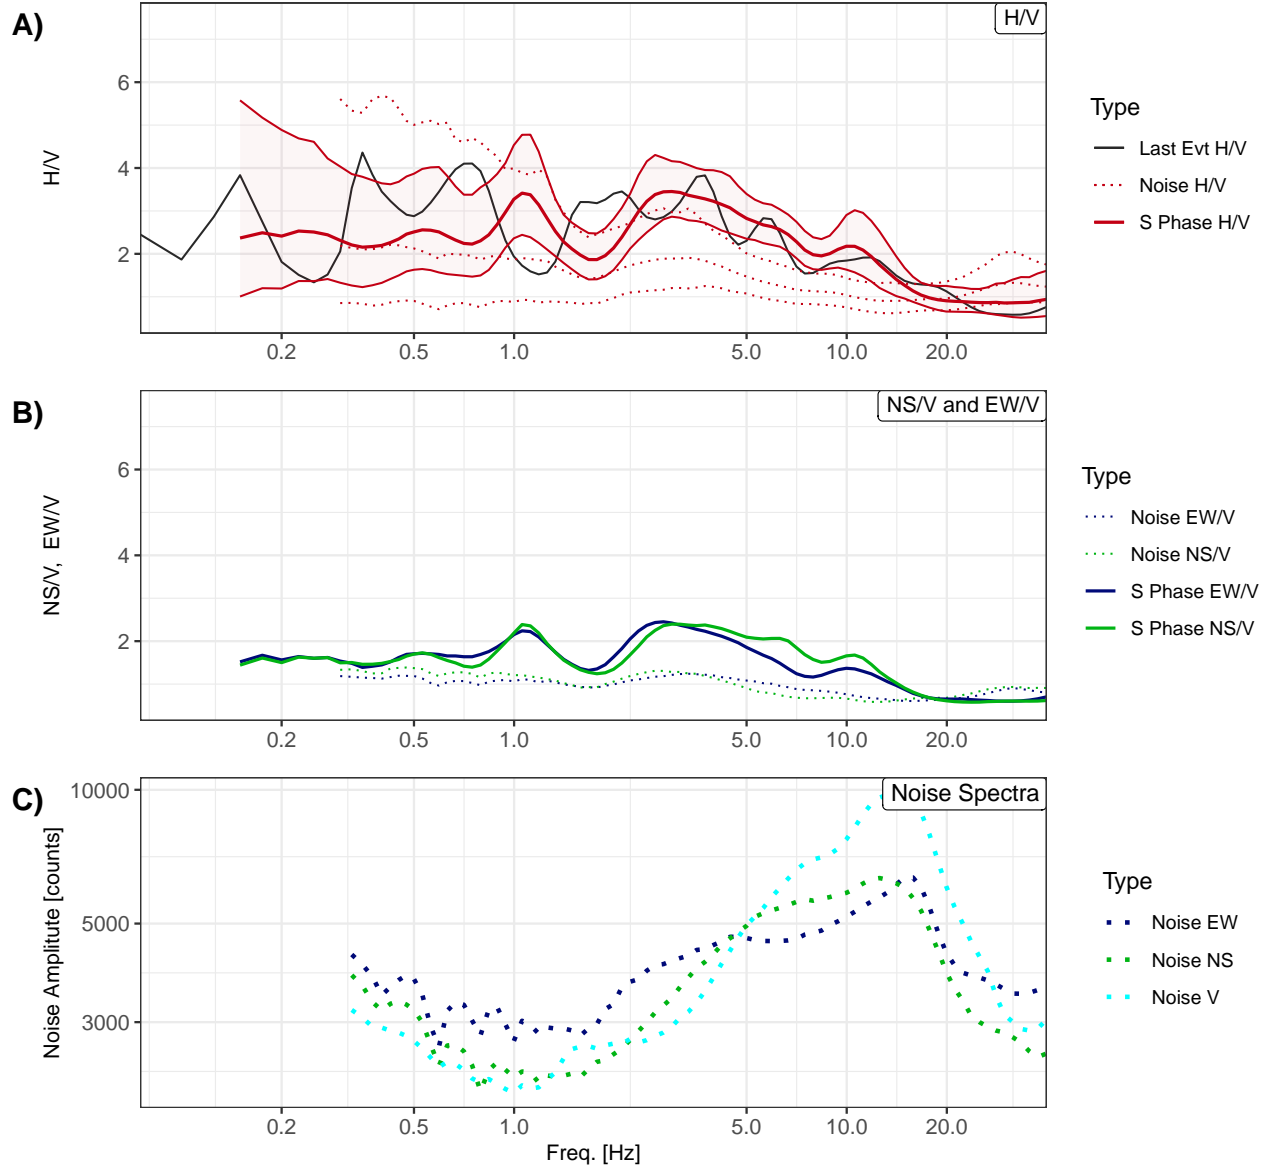 A)
H/V
H/V
6
4
2
0.2 0.5 1.0 5.0 10.0 20.0
Type
Last Evt H/V
Noise H/V
S Phase H/V
B)
NS/V and EW/V
NS/V, EW/V
6
4
2
0.2 0.5 1.0 5.0 10.0 20.0
Type
Noise EW/V
Noise NS/V
S Phase EW/V
S Phase NS/V
C)
Noise Spectra
Noise Amplitute [counts]
10000
5000
3000
0.2 0.5 1.0 5.0 10.0 20.0
Freq. [Hz]
Type
Noise EW
Noise NS
Noise V